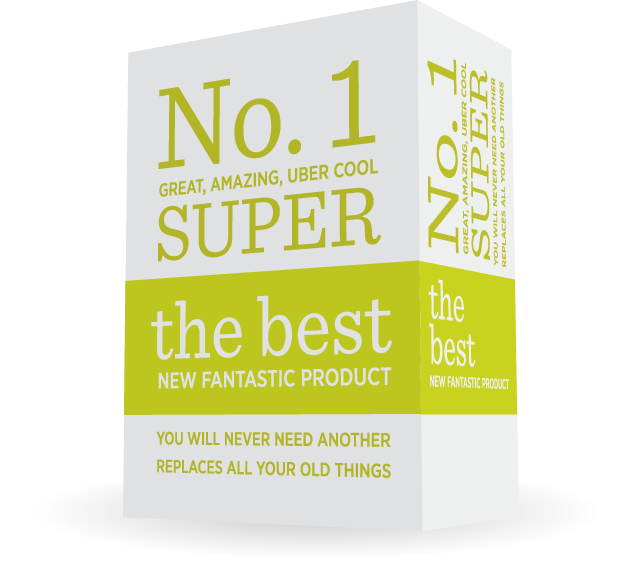 No. 1
GREAT, AMAZING, UBER COOL
SUPER
the best
NEW FANTASTIC PRODUCT
YOU WILL NEVER NEED ANOTHER
REPLACES ALL YOUR OLD THINGS
No. 1
GREAT, AMAZING, UBER COOL
SUPER
YOU WILL NEVER NEED ANOTHER
REPLACES ALL YOUR OLD THINGS
the
best
NEW FANTASTIC PRODUCT